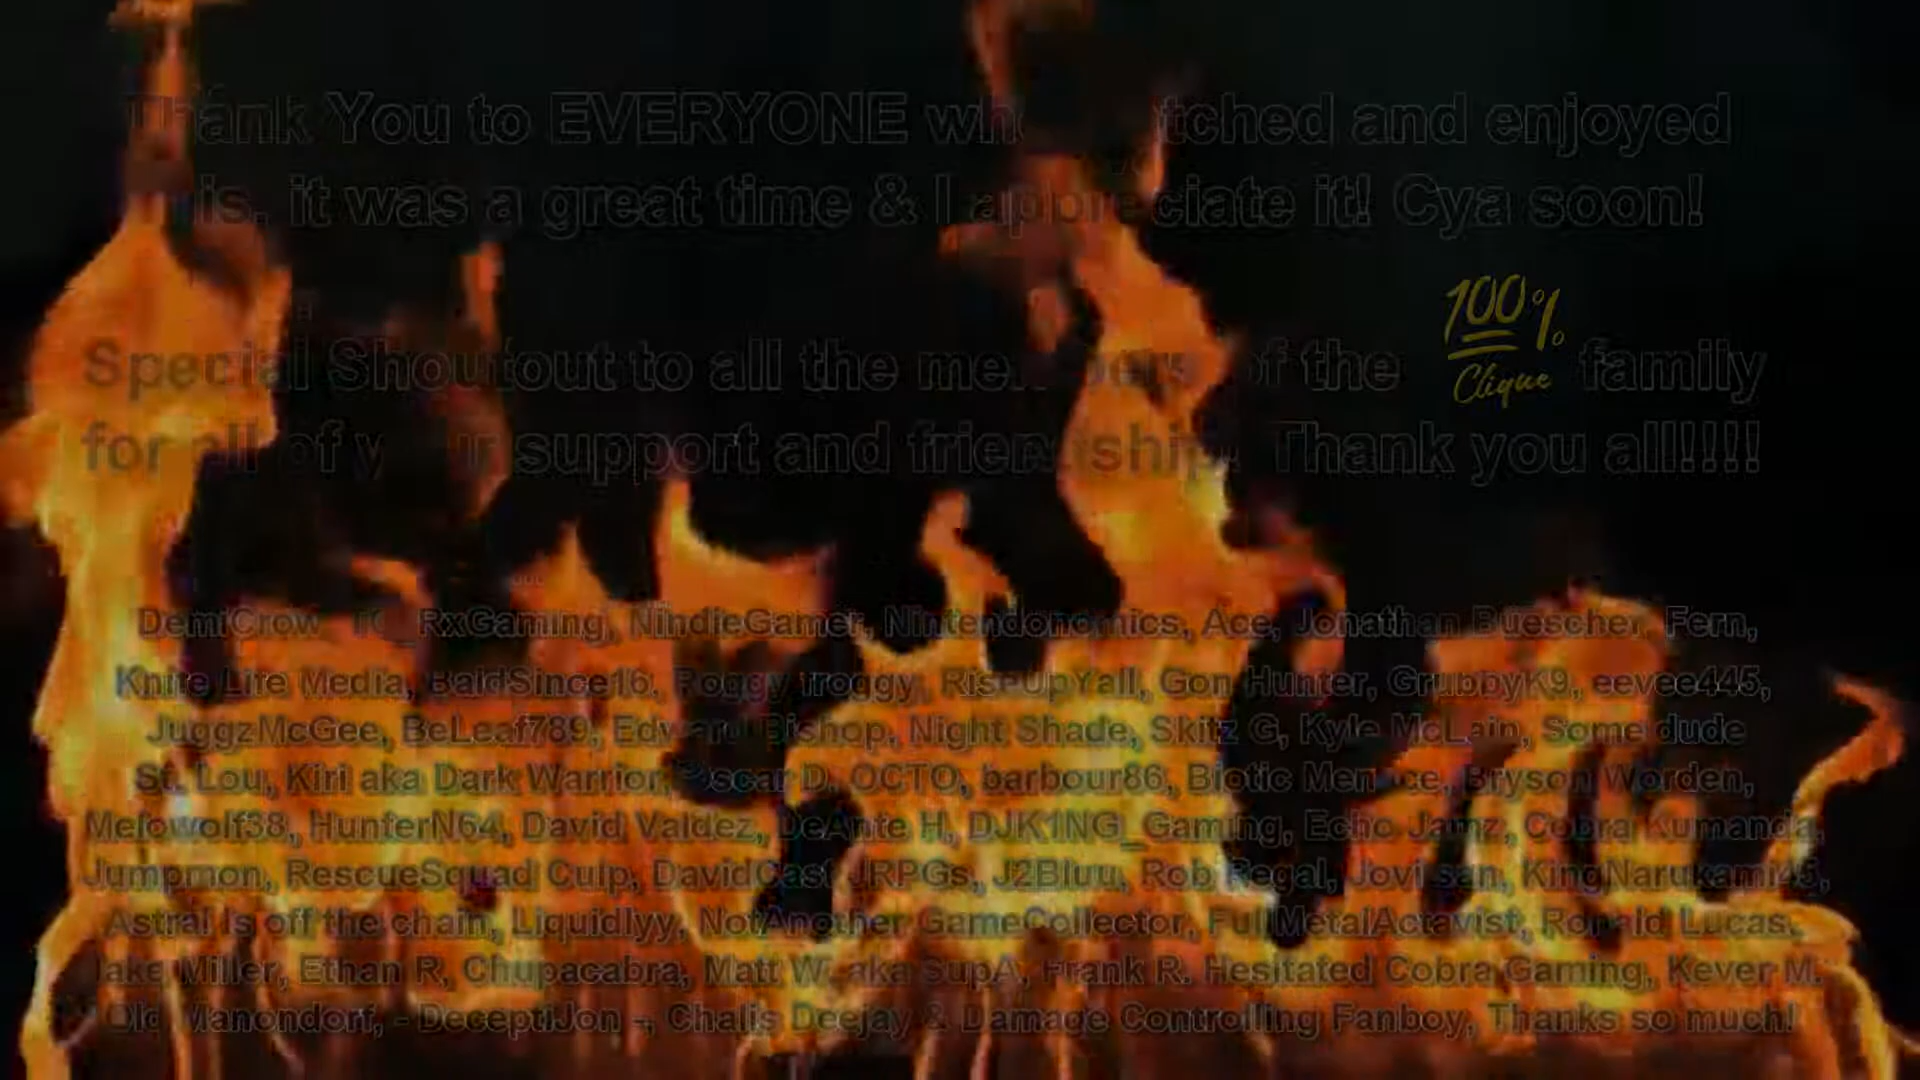 Thank You to EVERYONE who watched and enjoyed
this. it was a great time & I appreciate it! Cya soon!
100%
Clique
Special Shoutout to all the members of the family
for all of your support and friendship. Thank you all!!!!
DemiCrow, RxGaming, NindieGamer, Nintendonomics, Ace, Jonathan Buescher, Fern,
Knite Life Media, BaldSince16, Roggy Froggy, RiseupYall, Gon Hunter, GrubbyK9, eevee445,
JuggzMcGee, BeLeaf789, Edward Bishop, Night Shade, Skitz G, Kyle McLain, Some dude
St. Lou, Kiri aka Dark Warrior, Oscar D, OCTO, barbour86, Biotic Menace, Bryson Worden,
Melowolf38, HunterN64, David Valdez, H, DJK1NG_Gaming, Echo Jamz, Cobra Kumanda,
Jumpmon, RescueSquad Culp, DavidCast JRPGs, J2Bluu, Rob Segal, Jovi san, KingNarukami45,
Astral is off the chain, Liquidlyy, NotAnother GameCollector, FullMetalActavist, Ronald Lucas,
Jake Miller, Ethan R, Chupacabra, Matt W. aka SupA, Frank R. Hesitated Cobra Gaming, Kever M.
Old Manondorf, - DeceptiJon -, Chalis Deejay & Damage Controlling Fanboy, Thanks so much!